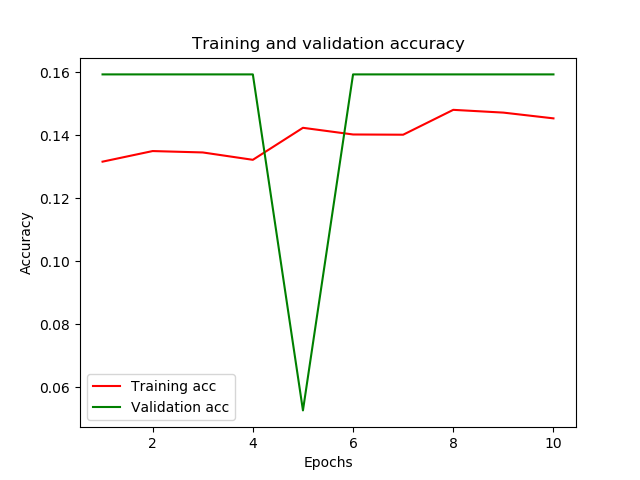 Training and validation accuracy
0.16
0.14
0.12
0.10
0.08
0.06
Accuracy
Training acc
Validation acc
2 4 6 8 10
Epochs